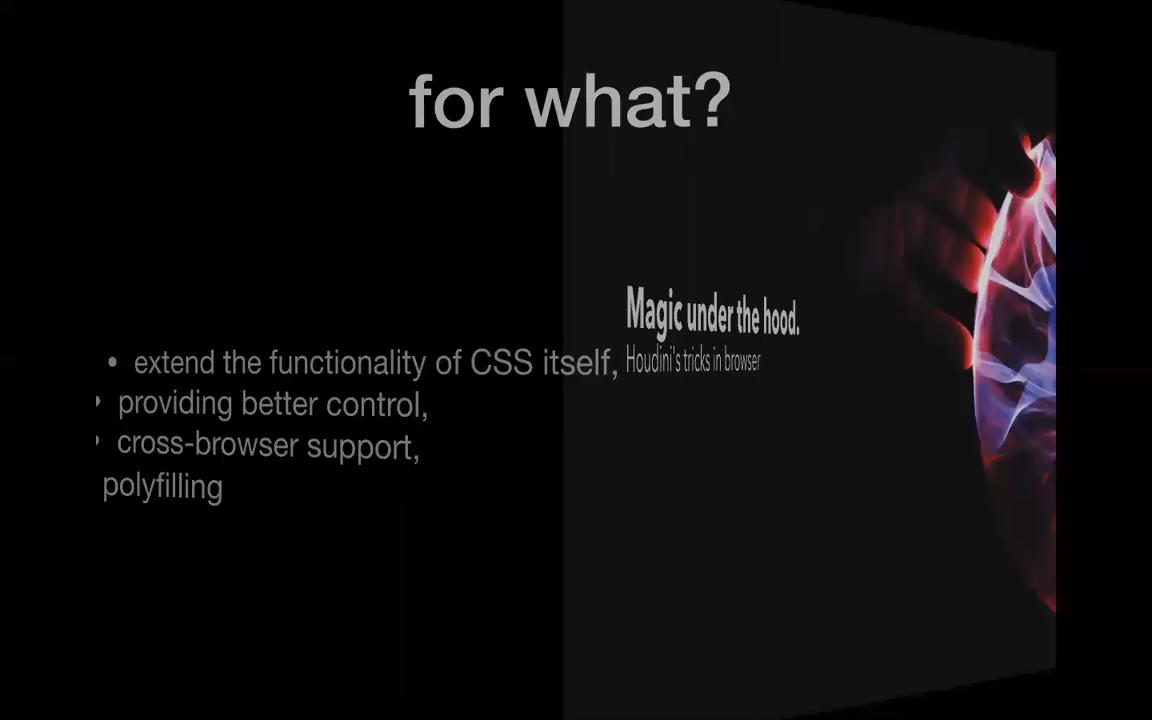 for what?
• extend the functionality of CSS itself,
• providing better control,
• cross-browser support,
polyfilling
Magic under the hood.
Houdini's tricks in browser